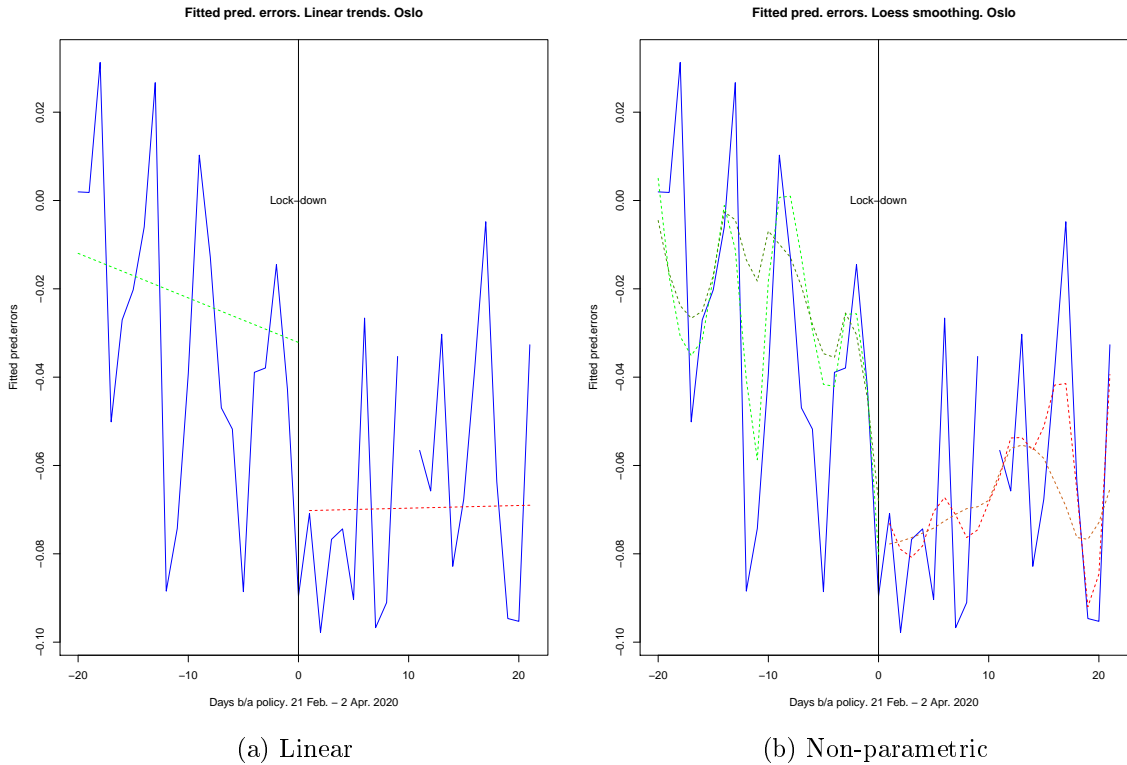 Fitted pred. errors. Linear trends. Oslo
Fitted pred.errors
0.02
0.00
−0.02
−0.04
−0.06
−0.08
−0.10
Lock−down
−20
−10
0
10
20
Days b/a policy. 21 Feb. − 2 Apr. 2020
(a) Linear
Fitted pred. errors. Loess smoothing. Oslo
Fitted pred.errors
0.02
0.00
−0.02
−0.04
−0.06
−0.08
−0.10
Lock−down
−20
−10
0
10
20
Days b/a policy. 21 Feb. − 2 Apr. 2020
(b) Non-parametric